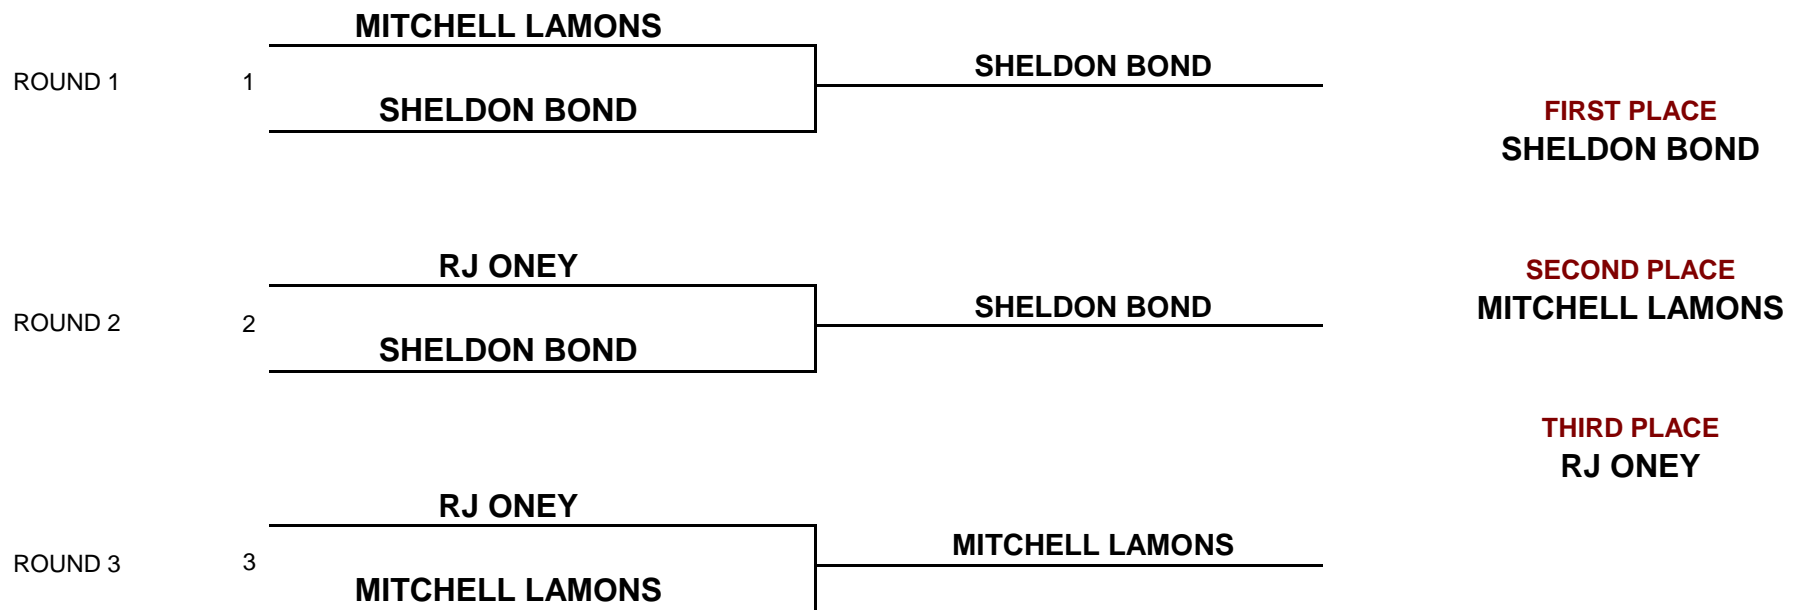 MITCHELL LAMONS
ROUND 1 1 SHELDON BOND
SHELDON BOND
FIRST PLACE
SHELDON BOND
RJ ONEY
ROUND 2 2 SHELDON BOND
SHELDON BOND
SECOND PLACE
MITCHELL LAMONS
THIRD PLACE
RJ ONEY
RJ ONEY
ROUND 3 3 MITCHELL LAMONS
MITCHELL LAMONS